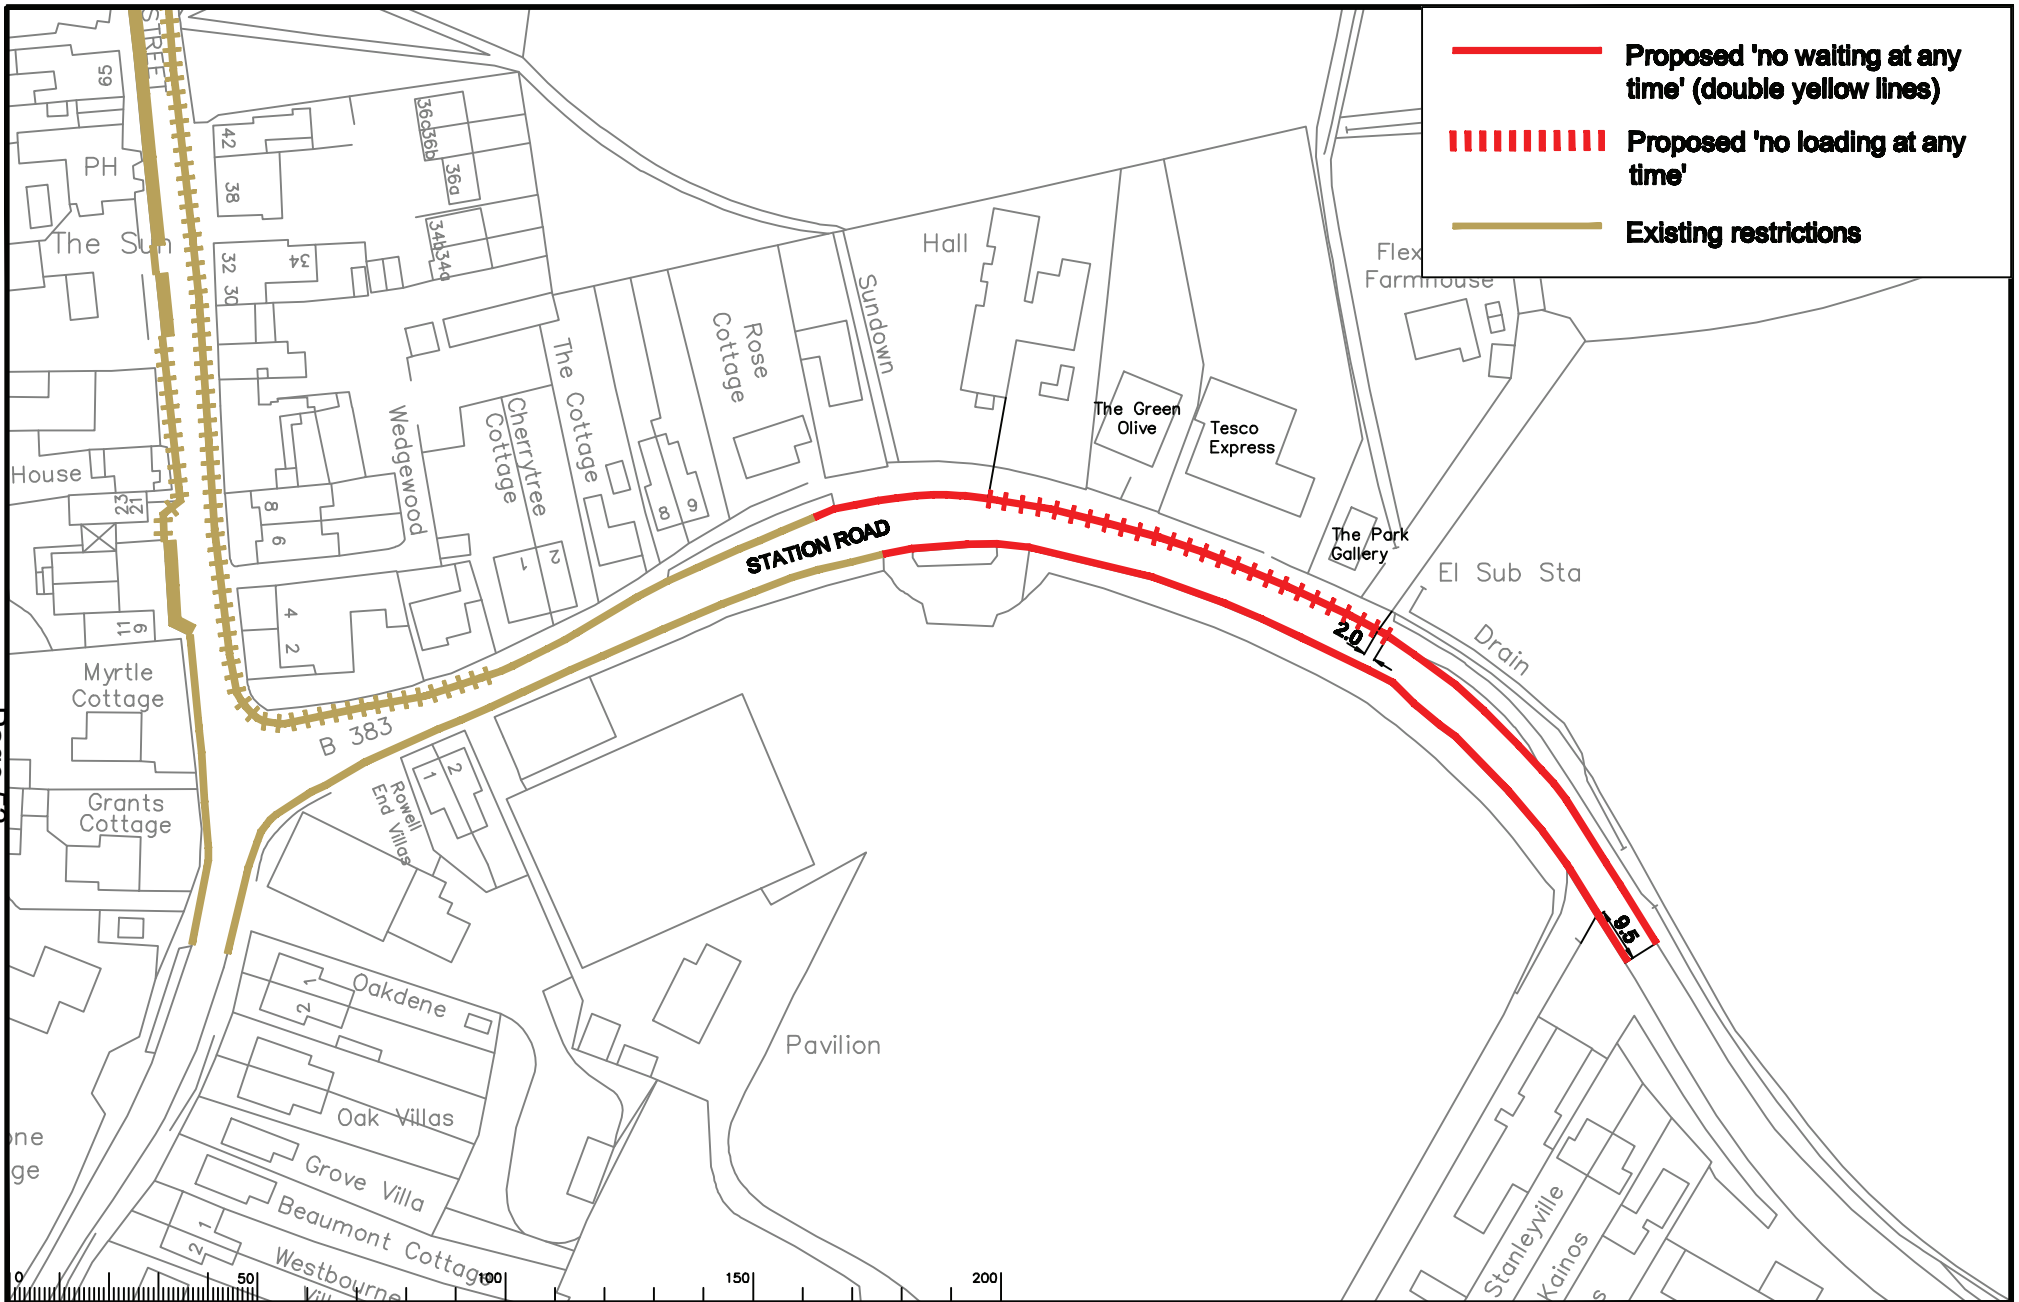 Proposed 'no waiting at any
time' (double yellow lines)
Proposed 'no loading at any
time'
Existing restrictions
65
PH
The Sun
42
38
36c
36b
36a
34b
34a
32
30
34
Hall
Sundown
Rose
Cottage
The Cottage
Cherrytree
Cottage
Wedgewood
The Green
Olive
Tesco
Express
Farmhouse
House
23
21
8
6
8
9
1
2
STATION ROAD
The Park
Gallery
El Sub Sta
Drain
2.0
4
2
11
9
Myrtle
Cottage
B 383
Grants
Cottage
1
2
Rowell
End Villas
9.5
Oakdene
1
2
Pavilion
Oak Villas
Grove Villa
Beaumont Cottage
Westbourne
1
2
Stanleyville
Kainos
0
50
100
150
200